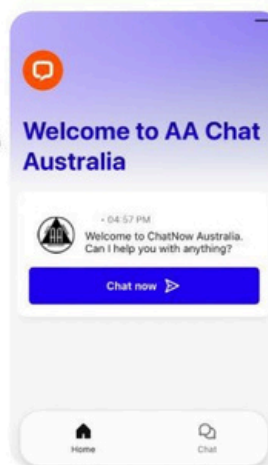 Welcome to AA Chat
Australia
• 04:57 PM
AA
Welcome to ChatNow Australia.
Can I help you with anything?
Chat now
Home
Chat